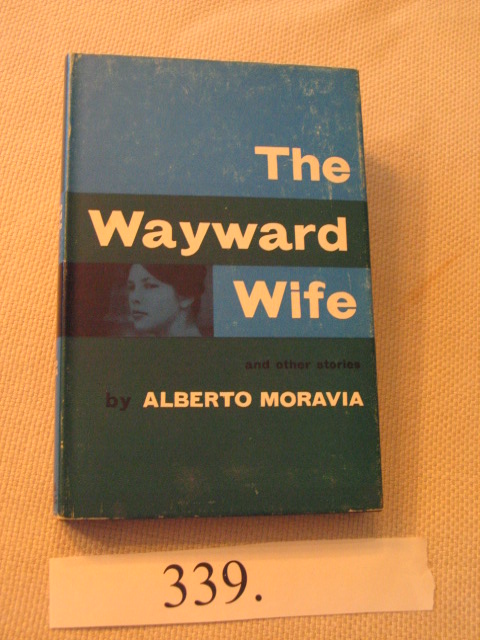 The
Wayward
Wife
and other stories
by ALBERTO MORAVIA
339.